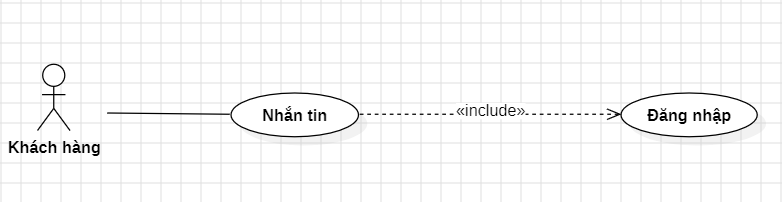 Khách hàng
Nhắn tin
«include»
Đăng nhập